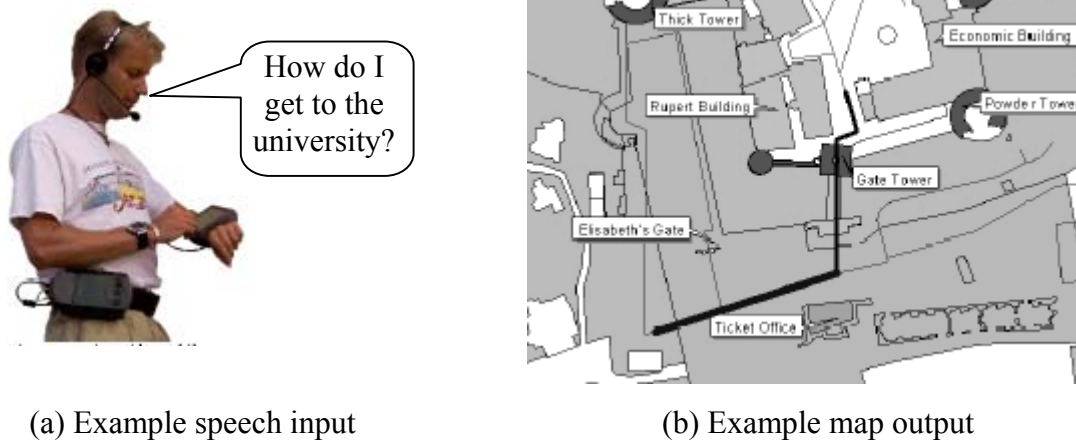 How do I
get to the
university?
Thick Tower
Economic Building
Rupert Building
Powder Towe
Gate Tower
Elisabeth's Gate
Ticket Office
(a) Example speech input
(b) Example map output